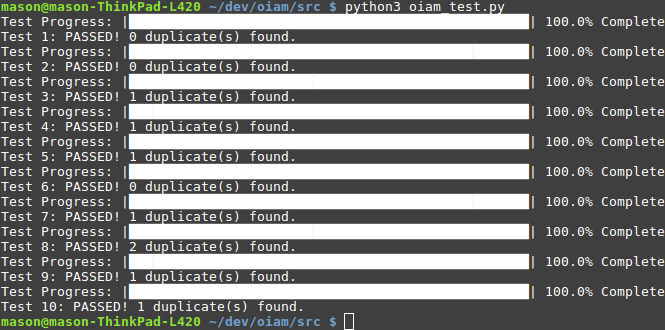 mason@mason-ThinkPad-L420 ~/dev/oiam/src $ python3 oiam_test.py
Test Progress: |██████████████████████████████████████████████████| 100.0% Complete
Test 1: PASSED! 0 duplicate(s) found.
Test Progress: |██████████████████████████████████████████████████| 100.0% Complete
Test 2: PASSED! 0 duplicate(s) found.
Test Progress: |██████████████████████████████████████████████████| 100.0% Complete
Test 3: PASSED! 1 duplicate(s) found.
Test Progress: |██████████████████████████████████████████████████| 100.0% Complete
Test 4: PASSED! 1 duplicate(s) found.
Test Progress: |██████████████████████████████████████████████████| 100.0% Complete
Test 5: PASSED! 1 duplicate(s) found.
Test Progress: |██████████████████████████████████████████████████| 100.0% Complete
Test 6: PASSED! 0 duplicate(s) found.
Test Progress: |██████████████████████████████████████████████████| 100.0% Complete
Test 7: PASSED! 1 duplicate(s) found.
Test Progress: |██████████████████████████████████████████████████| 100.0% Complete
Test 8: PASSED! 2 duplicate(s) found.
Test Progress: |██████████████████████████████████████████████████| 100.0% Complete
Test 9: PASSED! 1 duplicate(s) found.
Test Progress: |██████████████████████████████████████████████████| 100.0% Complete
Test 10: PASSED! 1 duplicate(s) found.
mason@mason-ThinkPad-L420 ~/dev/oiam/src $